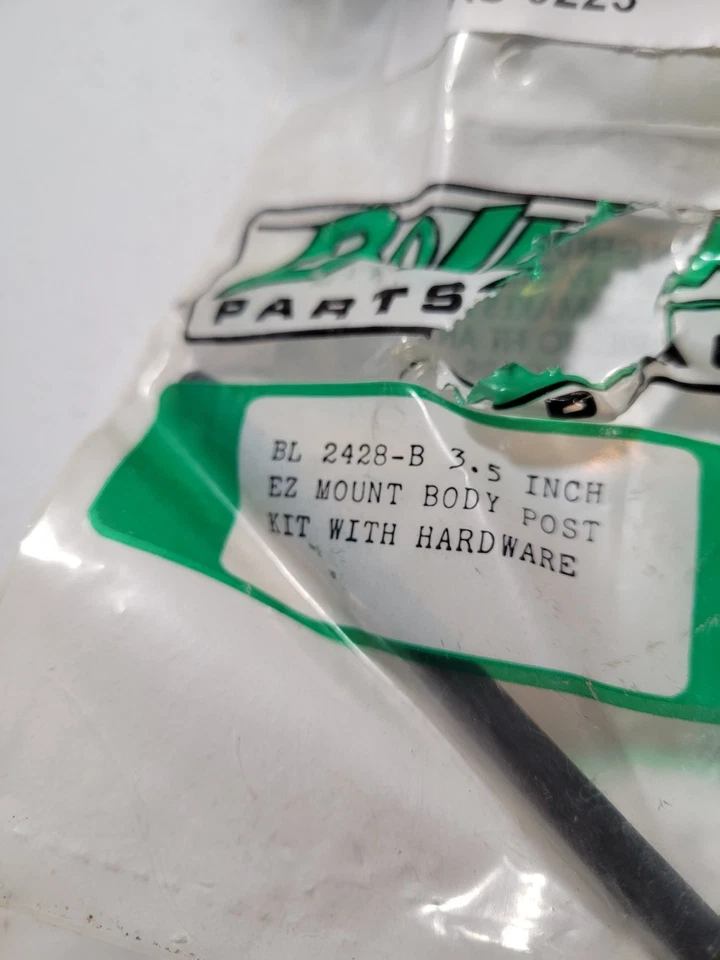 PARTS
BL 2428-B 3.5 INCH
EZ MOUNT BODY POST
KIT WITH HARDWARE